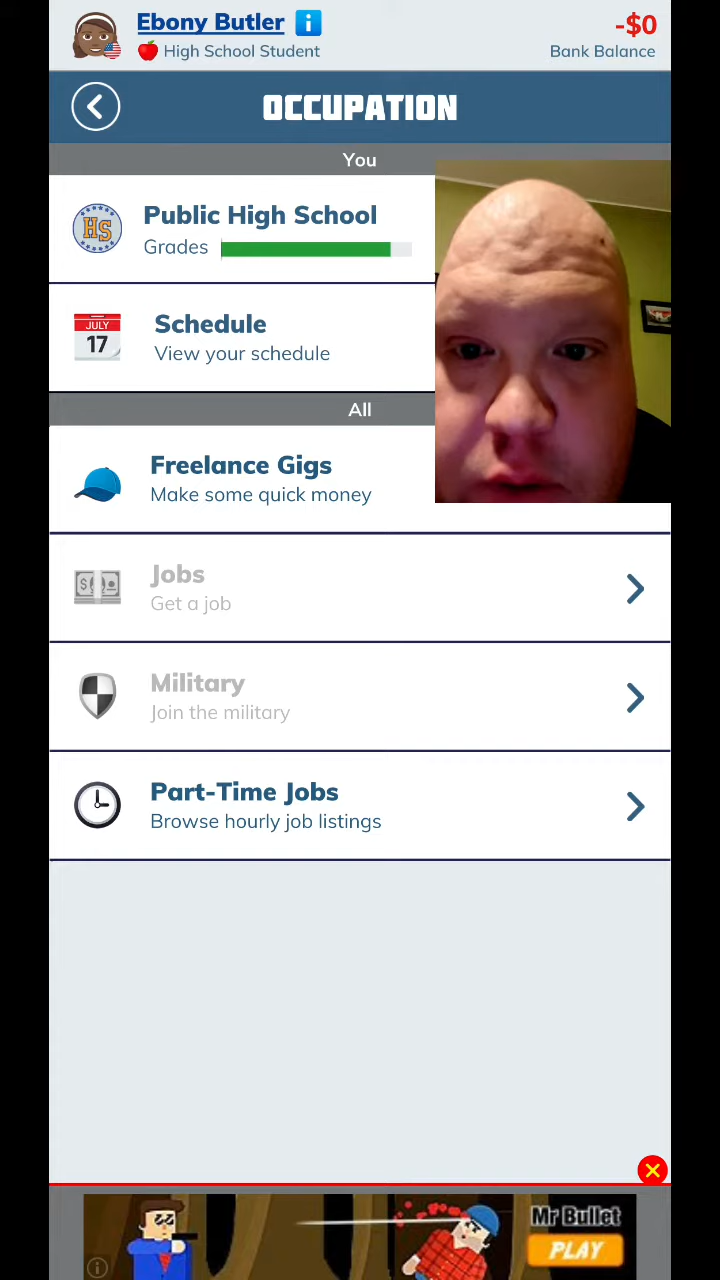 Ebony Butler i
High School Student
-$0
Bank Balance
OCCUPATION
You
HS
Public High School
Grades
JULY
17
Schedule
View your schedule
All
Freelance Gigs
Make some quick money
Jobs
Get a job
Military
Join the military
Part-Time Jobs
Browse hourly job listings
Mr Bullet
PLAY